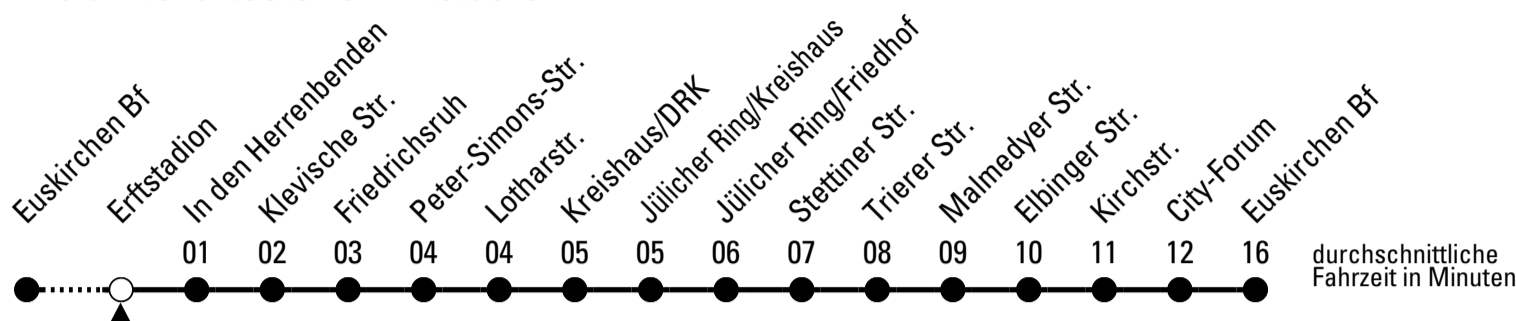 Euskirchen Bf
Erftstadion
In den Herrenbenden
Klevische Str.
Friedrichsruh
Peter-Simons-Str.
Lotharstr.
Kreishaus/DRK
Jülicher Ring/Kreishaus
Jülicher Ring/Friedhof
Stettiner Str.
Trierer Str.
Malmedyer Str.
Elbinger Str.
Kirchstr.
City-Forum
Euskirchen Bf
01 02 03 04 04 05 05 06 07 08 09 10 11 12 16
durchschnittliche
Fahrzeit in Minuten